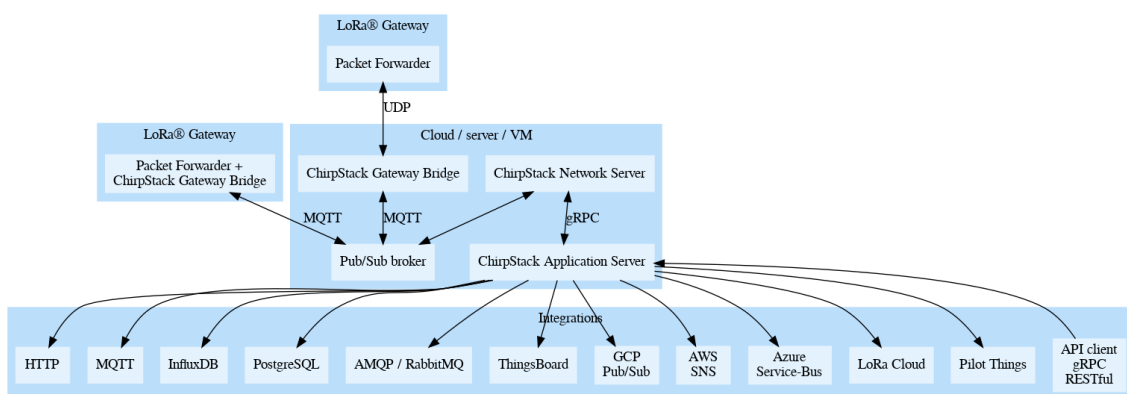 LoRa® Gateway
Packet Forwarder
UDP
LoRa® Gateway
Packet Forwarder +
ChirpStack Gateway Bridge
Cloud / server / VM
ChirpStack Gateway Bridge
ChirpStack Network Server
MQTT
MQTT
gRPC
Pub/Sub broker
ChirpStack Application Server
Integrations
HTTP
MQTT
InfluxDB
PostgreSQL
AMQP / RabbitMQ
ThingsBoard
GCP
Pub/Sub
AWS
SNS
Azure
Service-Bus
LoRa Cloud
Pilot Things
API client
gRPC
RESTful